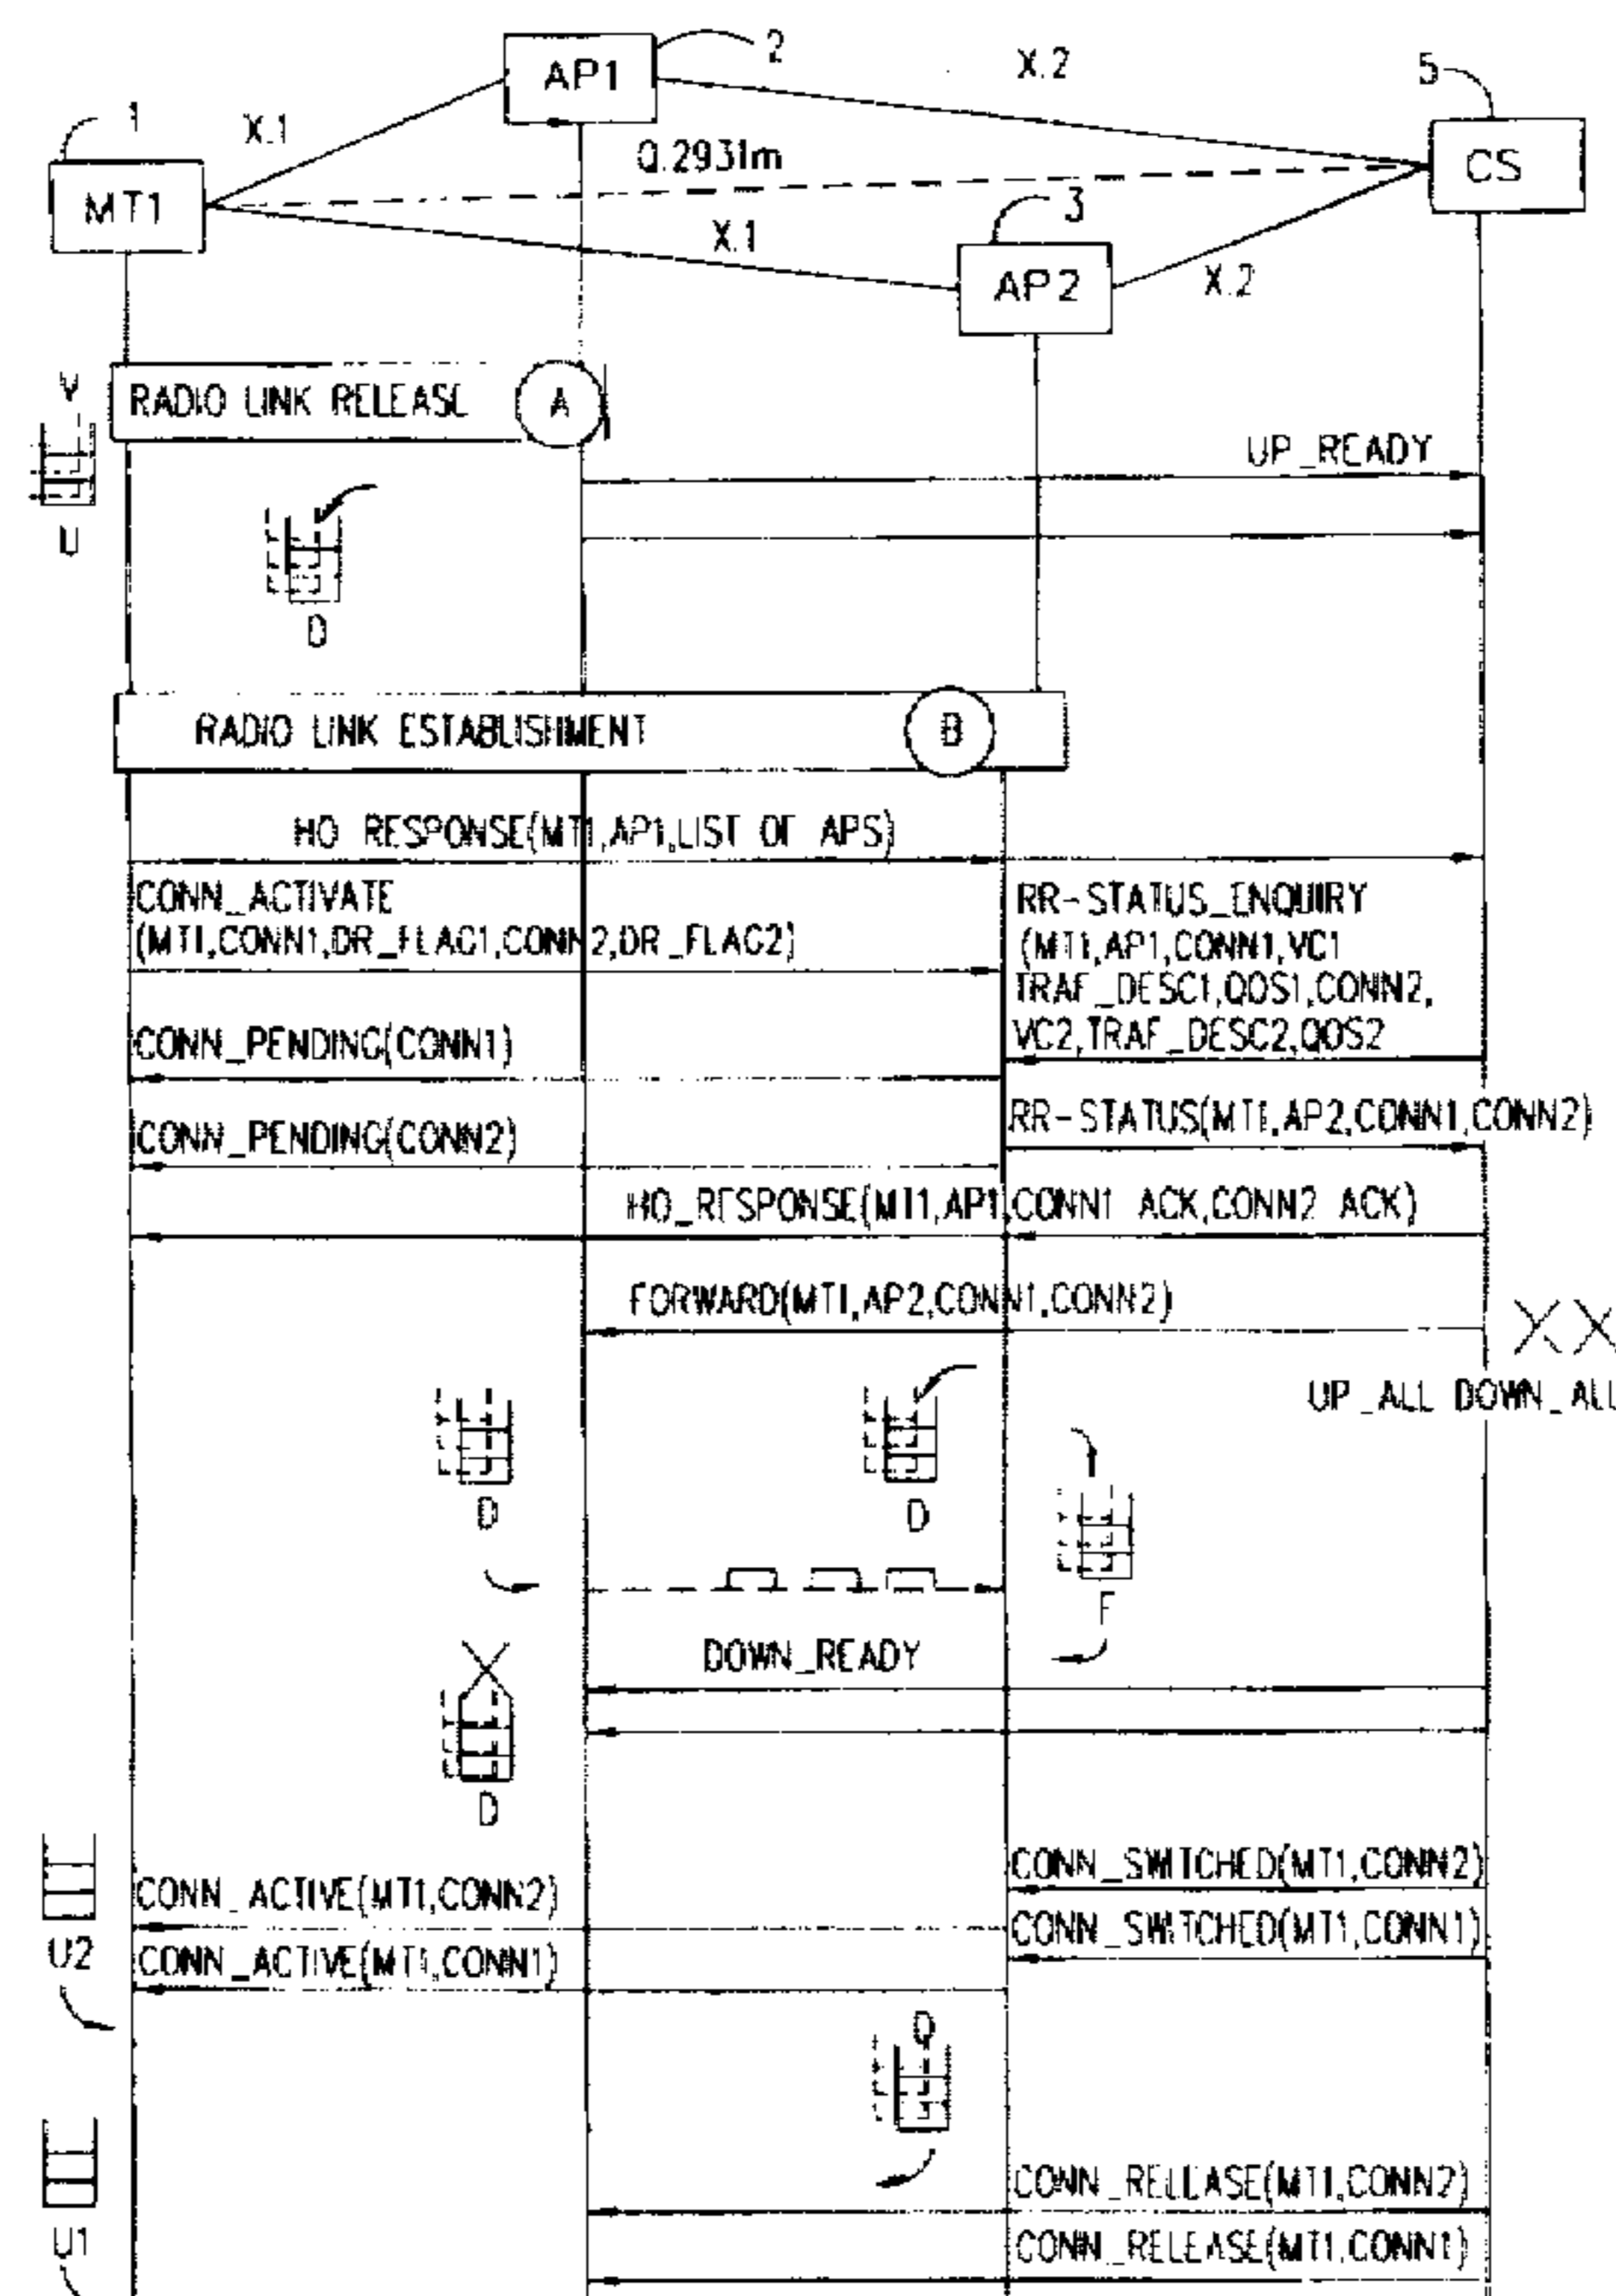 2
AP1
X.2
5
1
X.1
Q.2931m
CS
MT1
3
X.1
AP2
X.2
V
RADIO LINK RELEASE
A
UP_READY
U
D
RADIO LINK ESTABLISHMENT
B
HO RESPONSE(MT1,AP1,LIST OF APS)
CONN_ACTIVATE
(MT1,CONN1,DR_FLAG1,CONN2,DR_FLAG2)
RR-STATUS_ENQUIRY
(MT1,AP1,CONN1,VC1
TRAF_DESC1,QOS1,CONN2,
VC2,TRAF_DESC2,QOS2
CONN_PENDING(CONN1)
RR-STATUS(MT1,AP2,CONN1,CONN2)
CONN_PENDING(CONN2)
HO_RESPONSE(MT1,AP1,CONN1 ACK,CONN2 ACK)
FORWARD(MT1,AP2,CONN1,CONN2)
UP_ALL DOWN_ALL
D
D
F
DOWN_READY
D
CONN_SWITCHED(MT1,CONN2)
CONN_ACTIVE(MT1,CONN2)
CONN_SWITCHED(MT1,CONN1)
U2
CONN_ACTIVE(MT1,CONN1)
D
CONN_RELEASE(MT1,CONN2)
U1
CONN_RELEASE(MT1,CONN1)